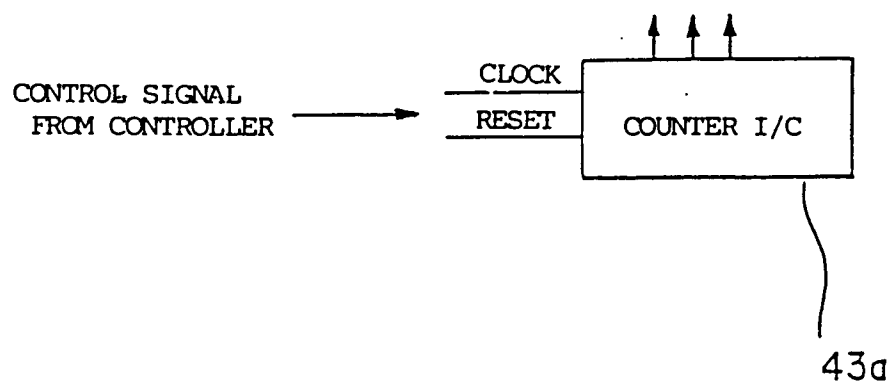 CLOCK
CONTROL SIGNAL
FROM CONTROLLER
RESET
COUNTER I/C
43a